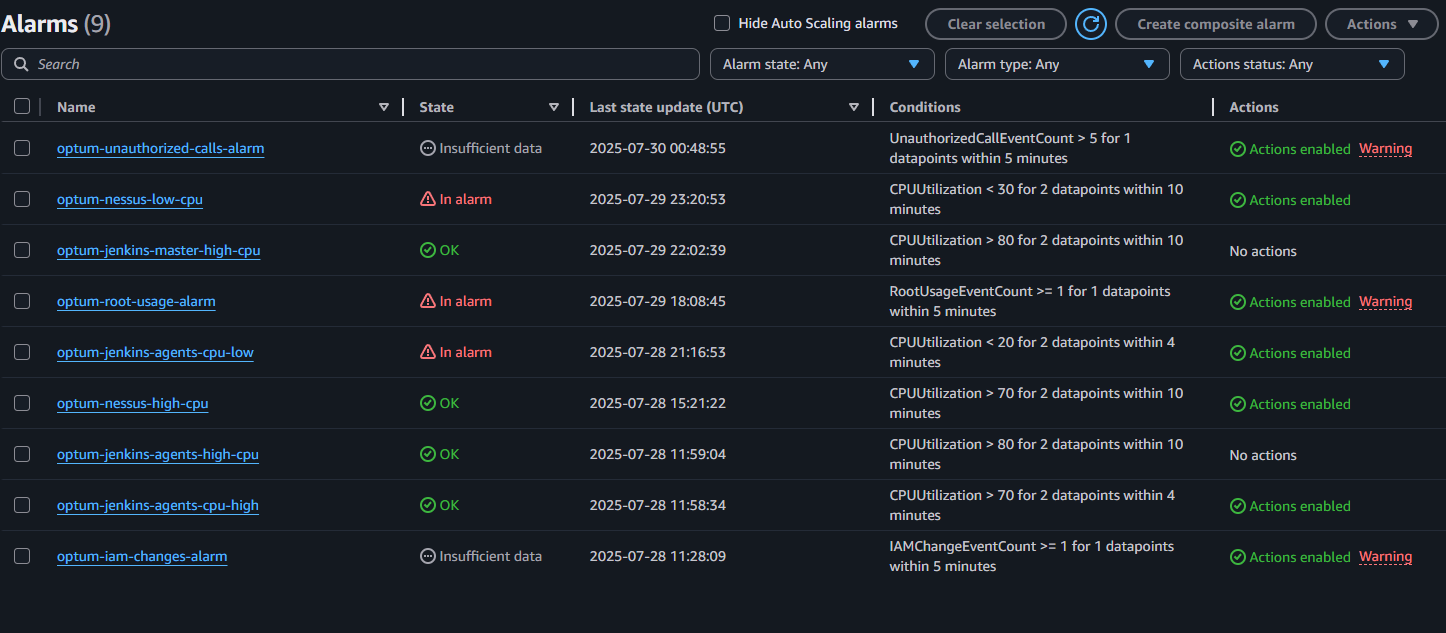 Alarms (9)
Hide Auto Scaling alarms
Clear selection
Create composite alarm
Actions
Search
Alarm state: Any
Alarm type: Any
Actions status: Any
Name
State
Last state update (UTC)
Conditions
Actions
optum-unauthorized-calls-alarm
Insufficient data
2025-07-30 00:48:55
UnauthorizedCallEventCount > 5 for 1
datapoints within 5 minutes
Actions enabled Warning
optum-nessus-low-cpu
In alarm
2025-07-29 23:20:53
CPUUtilization < 30 for 2 datapoints within 10
minutes
Actions enabled
optum-jenkins-master-high-cpu
OK
2025-07-29 22:02:39
CPUUtilization > 80 for 2 datapoints within 10
minutes
No actions
optum-root-usage-alarm
In alarm
2025-07-29 18:08:45
RootUsageEventCount >= 1 for 1 datapoints
within 5 minutes
Actions enabled Warning
optum-jenkins-agents-cpu-low
In alarm
2025-07-28 21:16:53
CPUUtilization < 20 for 2 datapoints within 4
minutes
Actions enabled
optum-nessus-high-cpu
OK
2025-07-28 15:21:22
CPUUtilization > 70 for 2 datapoints within 10
minutes
Actions enabled
optum-jenkins-agents-high-cpu
OK
2025-07-28 11:59:04
CPUUtilization > 80 for 2 datapoints within 10
minutes
No actions
optum-jenkins-agents-cpu-high
OK
2025-07-28 11:58:34
CPUUtilization > 70 for 2 datapoints within 4
minutes
Actions enabled
optum-iam-changes-alarm
Insufficient data
2025-07-28 11:28:09
IAMChangeEventCount >= 1 for 1 datapoints
within 5 minutes
Actions enabled Warning